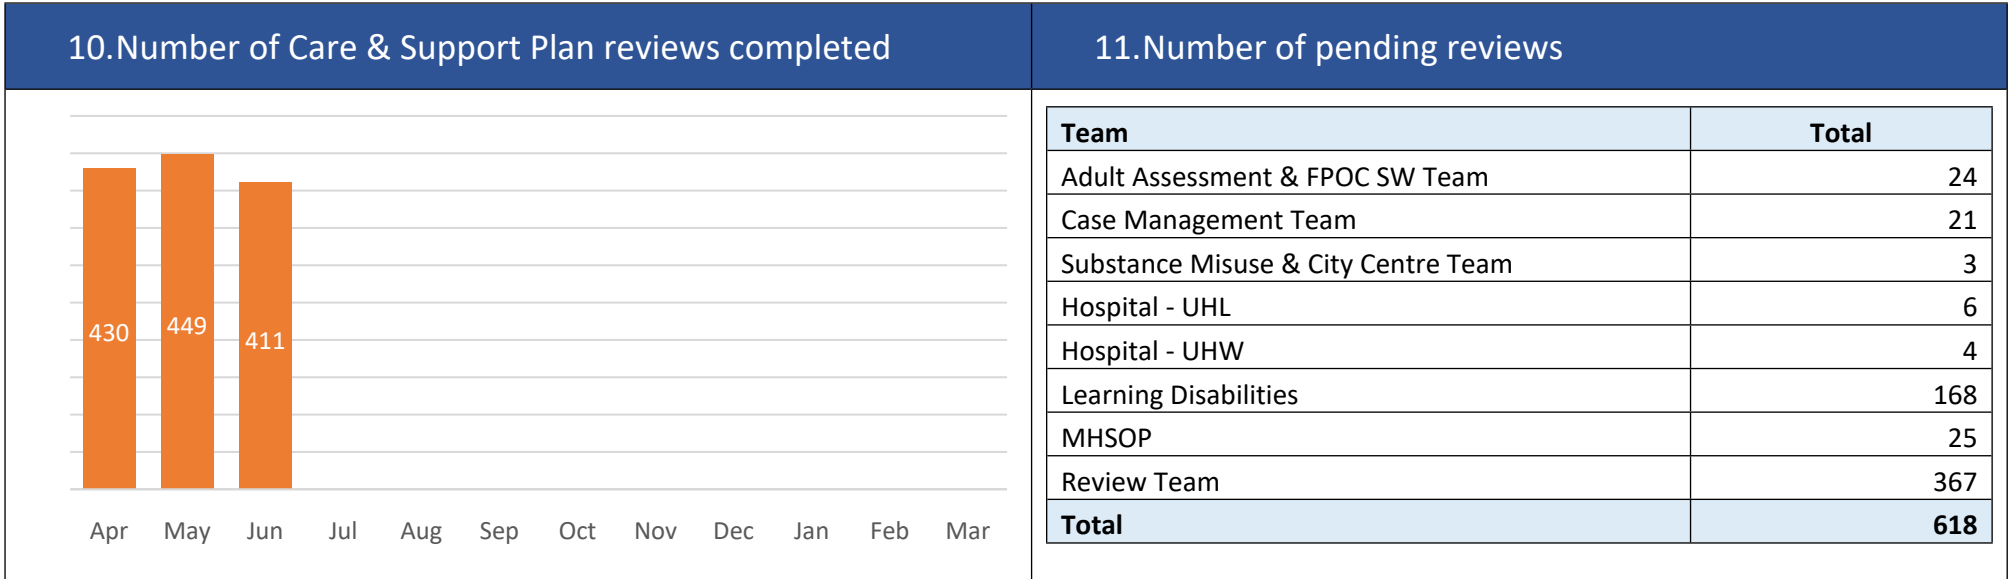 10.Number of Care & Support Plan reviews completed
430
449
411
Apr May Jun Jul Aug Sep Oct Nov Dec Jan Feb Mar
11.Number of pending reviews
Team Total
Adult Assessment & FPOC SW Team 24
Case Management Team 21
Substance Misuse & City Centre Team 3
Hospital - UHL 6
Hospital - UHW 4
Learning Disabilities 168
MHSOP 25
Review Team 367
Total 618